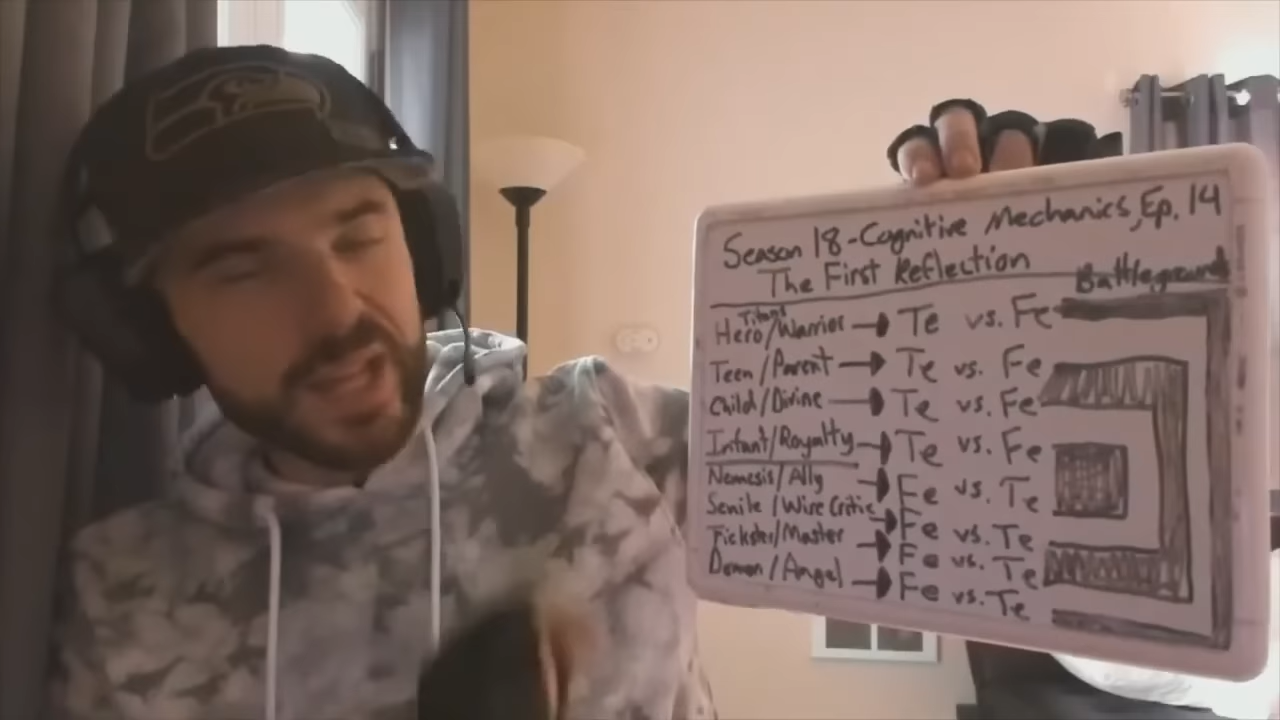 Season 18-Cognitive Mechanics, Ep. 14
The First Reflection
Battleground
Titans
Hero/Warrior → Te vs. Fe
Teen/Parent → Te vs. Fe
Child/Divine → Te vs. Fe
Infant/Royalty → Te vs. Fe
Nemesis/Ally → Fe vs. Te
Senile/Wise Critic → Fe vs. Te
Trickster/Master → Fe vs. Te
Demon/Angel → Fe vs. Te